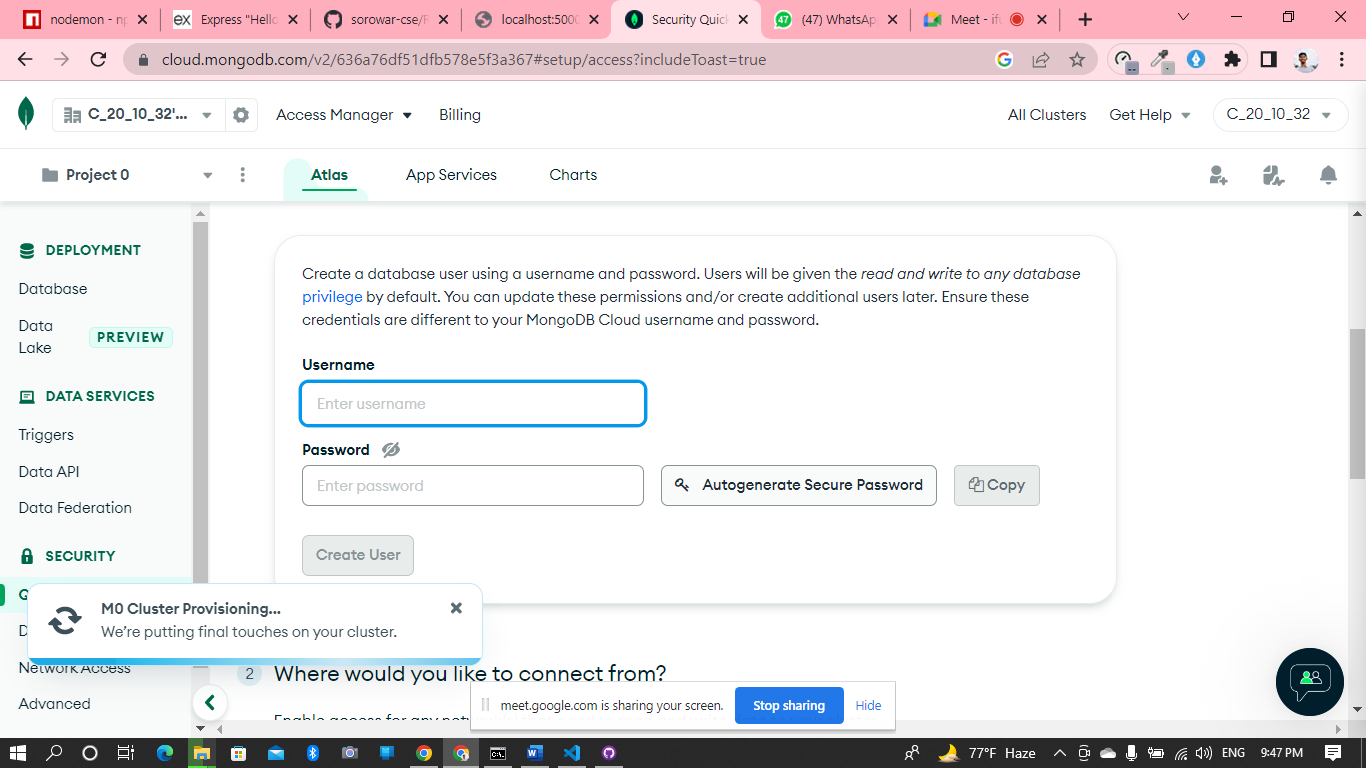 nodemon - np
Express "Hello
sorowar-cse/F
localhost:5000
Security Quic
(47) WhatsAp
Meet - ifu
cloud.mongodb.com/v2/636a76df51dfb578e5f3a367#setup/access?includeToast=true
C_20_10_32'...
Access Manager
Billing
All Clusters
Get Help
C_20_10_32
Project 0
Atlas
App Services
Charts
DEPLOYMENT
Database
Data
Lake
PREVIEW
DATA SERVICES
Triggers
Data API
Data Federation
SECURITY
Q
D
Network Access
Advanced
Create a database user using a username and password. Users will be given the read and write to any database
privilege by default. You can update these permissions and/or create additional users later. Ensure these
credentials are different to your MongoDB Cloud username and password.
Username
Enter username
Password
Enter password
Autogenerate Secure Password
Copy
Create User
M0 Cluster Provisioning...
We're putting final touches on your cluster.
2
Where would you like to connect from?
Enable access for any netw
meet.google.com is sharing your screen.
Stop sharing
Hide
77°F Haze
ENG
9:47 PM